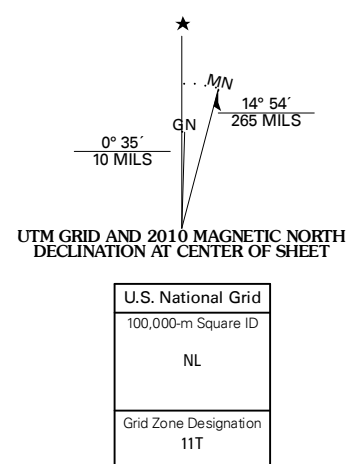 ★
MN
GN
14° 54´
265 MILS
0° 35´
10 MILS
UTM GRID AND 2010 MAGNETIC NORTH
DECLINATION AT CENTER OF SHEET
U.S. National Grid
100,000-m Square ID
NL
Grid Zone Designation
11T